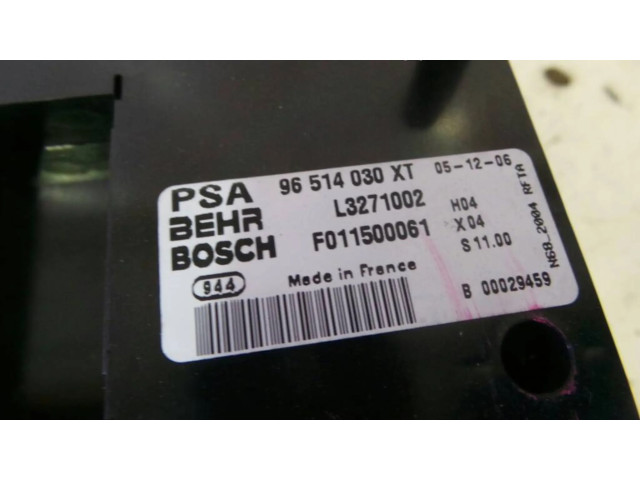 PSA 96 514 030 XT 05-12-06
BEHR L3271002 H04
BOSCH F011500061 X04
S 11.00
944 Made in France
B 00029459
N68_2004 RFTA